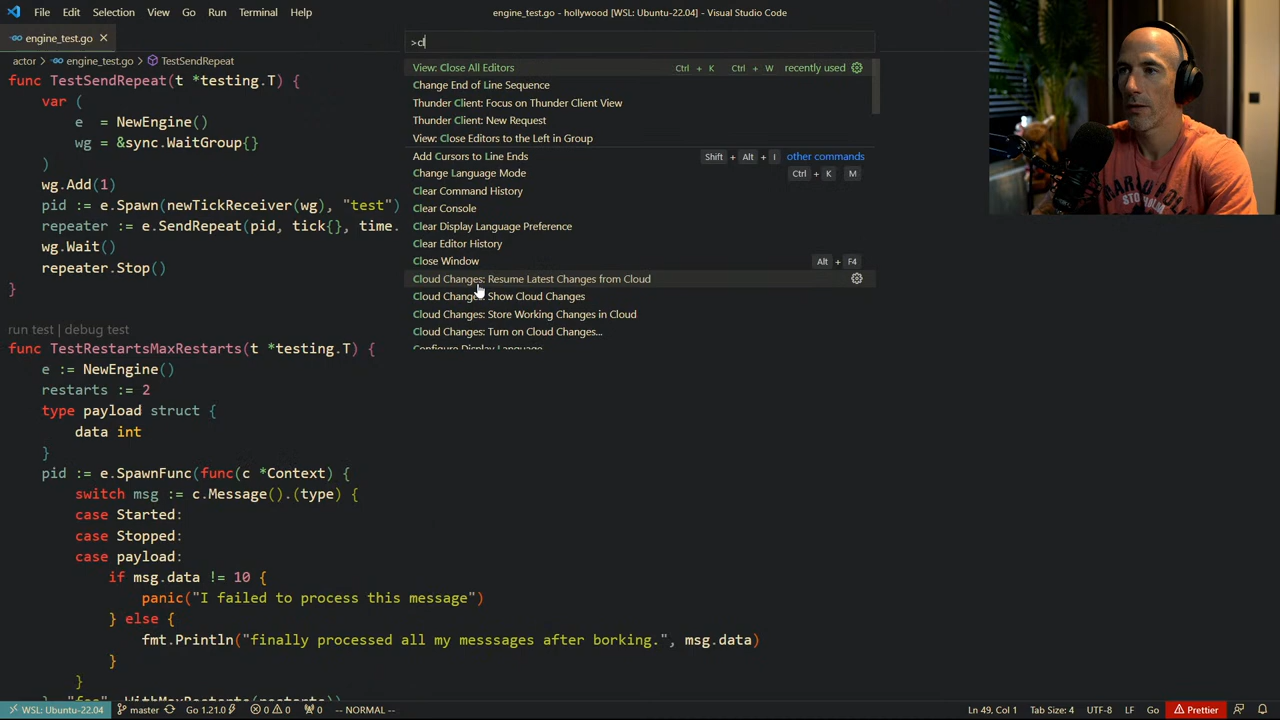 File Edit Selection View Go Run Terminal Help
engine_test.go - hollywood [WSL: Ubuntu-22.04] - Visual Studio Code
engine_test.go
>cl
actor > engine_test.go > TestSendRepeat
View: Close All Editors Ctrl + K Ctrl + W recently used
Change End of Line Sequence
Thunder Client: Focus on Thunder Client View
Thunder Client: New Request
View: Close Editors to the Left in Group
Add Cursors to Line Ends Shift + Alt + I other commands
Change Language Mode Ctrl + K M
Clear Command History
Clear Console
Clear Display Language Preference
Clear Editor History
Close Window Alt + F4
Cloud Changes: Resume Latest Changes from Cloud
Cloud Changes: Show Cloud Changes
Cloud Changes: Store Working Changes in Cloud
Cloud Changes: Turn on Cloud Changes...
Configure Display Language
func TestSendRepeat(t *testing.T) {
var (
e = NewEngine()
wg = &sync.WaitGroup{}
)
wg.Add(1)
pid := e.Spawn(newTickReceiver(wg), "test")
repeater := e.SendRepeat(pid, tick{}, time.
wg.Wait()
repeater.Stop()
}
run test | debug test
func TestRestartsMaxRestarts(t *testing.T) {
e := NewEngine()
restarts := 2
type payload struct {
data int
}
pid := e.SpawnFunc(func(c *Context) {
switch msg := c.Message().(type) {
case Started:
case Stopped:
case payload:
if msg.data != 10 {
panic("I failed to process this message")
} else {
fmt.Println("finally processed all my messsages after borking.", msg.data)
}
}
}, "foo", WithMaxRestarts(restarts))
WSL: Ubuntu-22.04 master Go 1.21.0 0 0 0 -- NORMAL -- Ln 49, Col 1 Tab Size: 4 UTF-8 LF Go Prettier